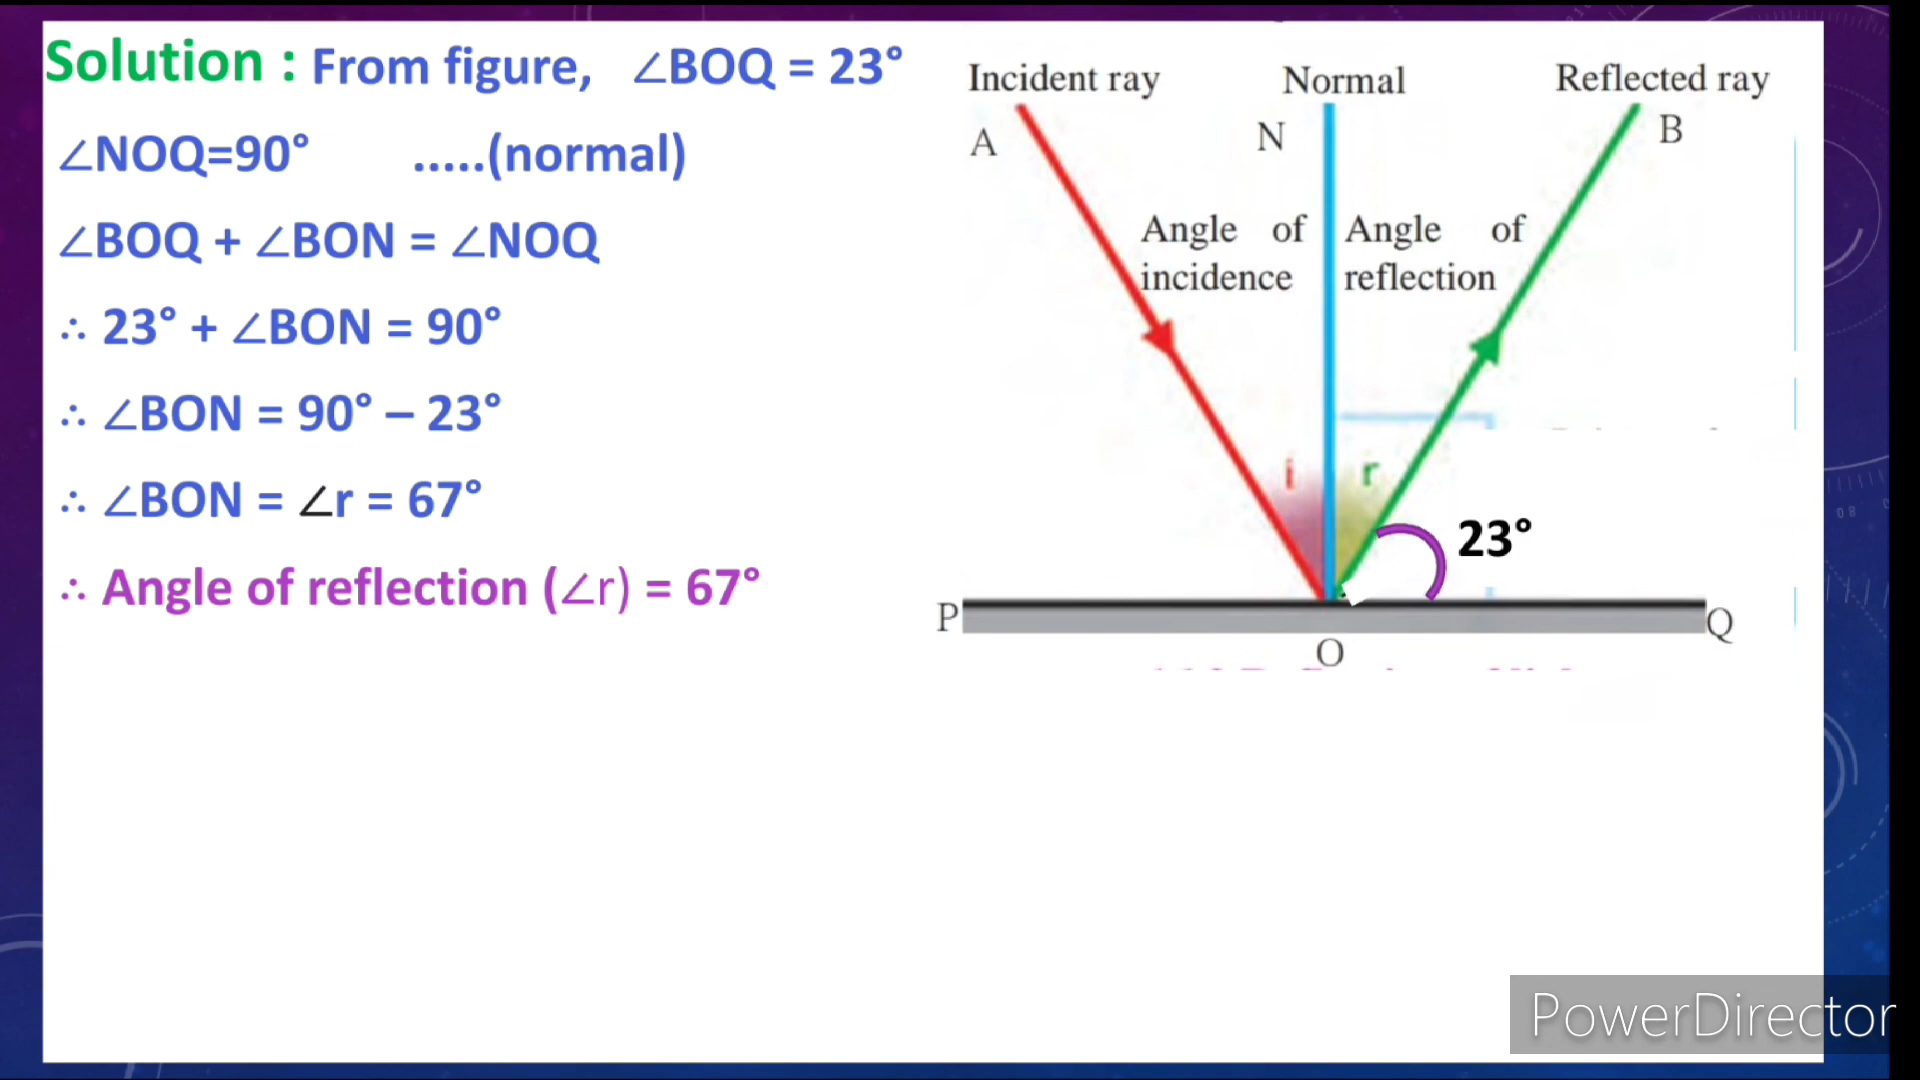 Solution : From figure, ∠BOQ = 23°
∠NOQ=90° .....(normal)
∠BOQ + ∠BON = ∠NOQ
∴ 23° + ∠BON = 90°
∴ ∠BON = 90° – 23°
∴ ∠BON = ∠r = 67°
∴ Angle of reflection (∠r) = 67°
Incident ray Normal Reflected ray
A N B
Angle of
incidence
Angle of
reflection
i r
23°
P Q
O
PowerDirector